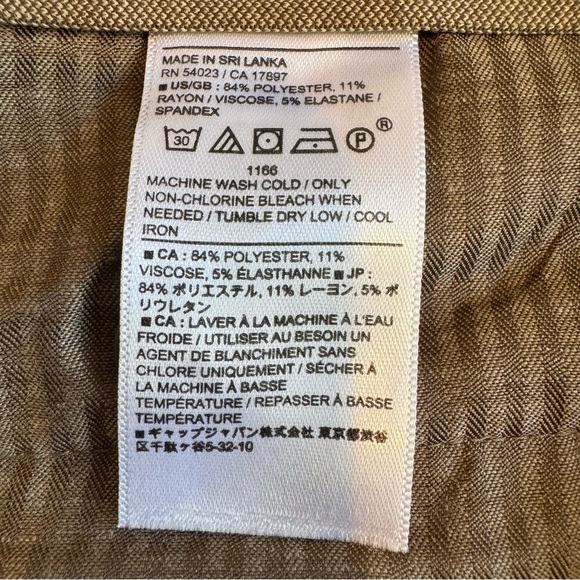 MADE IN SRI LANKA
RN 54023 / CA 17897
■ US/GB : 84% POLYESTER, 11%
RAYON / VISCOSE, 5% ELASTANE /
SPANDEX
30 P ®
1166
MACHINE WASH COLD / ONLY
NON-CHLORINE BLEACH WHEN
NEEDED / TUMBLE DRY LOW / COOL
IRON
■ CA : 84% POLYESTER, 11%
VISCOSE, 5% ÉLASTHANNE ■ JP :
84% ポリエステル, 11% レーヨン, 5% ポ
リウレタン
■ CA : LAVER À LA MACHINE À L'EAU
FROIDE / UTILISER AU BESOIN UN
AGENT DE BLANCHIMENT SANS
CHLORE UNIQUEMENT / SÉCHER À
LA MACHINE À BASSE
TEMPÉRATURE / REPASSER À BASSE
TEMPÉRATURE
■ ギャップジャパン株式会社 東京都渋谷
区千駄ヶ谷5-32-10